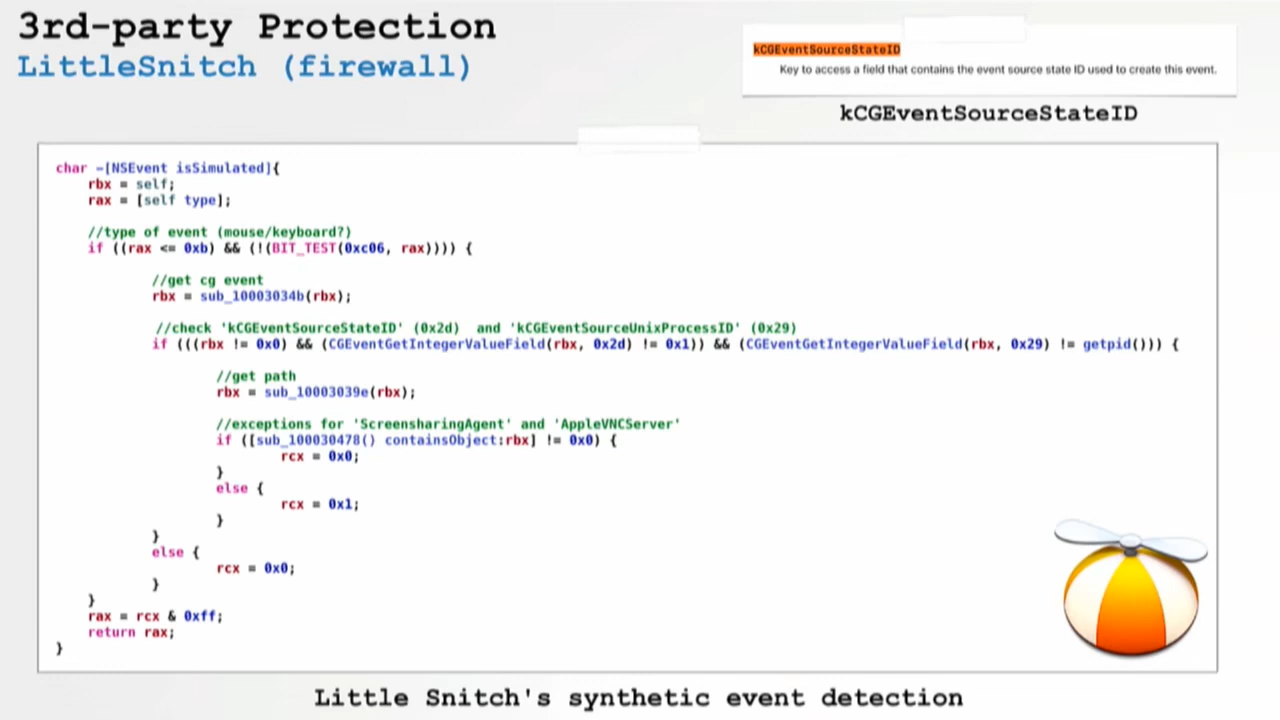 3rd-party Protection
LittleSnitch (firewall)
kCGEventSourceStateID
Key to access a field that contains the event source state ID used to create this event.
kCGEventSourceStateID
char -[NSEvent isSimulated]{
rbx = self;
rax = [self type];
//type of event (mouse/keyboard?)
if ((rax <= 0xb) && (!(BIT_TEST(0xc06, rax)))) {
//get cg event
rbx = sub_10003034b(rbx);
//check 'kCGEventSourceStateID' (0x2d)  and 'kCGEventSourceUnixProcessID' (0x29)
if (((rbx != 0x0) && (CGEventGetIntegerValueField(rbx, 0x2d) != 0x1)) && (CGEventGetIntegerValueField(rbx, 0x29) != getpid())) {
//get path
rbx = sub_10003039e(rbx);
//exceptions for 'ScreensharingAgent' and 'AppleVNCServer'
if ([sub_100030478() containsObject:rbx] != 0x0) {
rcx = 0x0;
}
else {
rcx = 0x1;
}
}
else {
rcx = 0x0;
}
}
rax = rcx & 0xff;
return rax;
}
Little Snitch's synthetic event detection